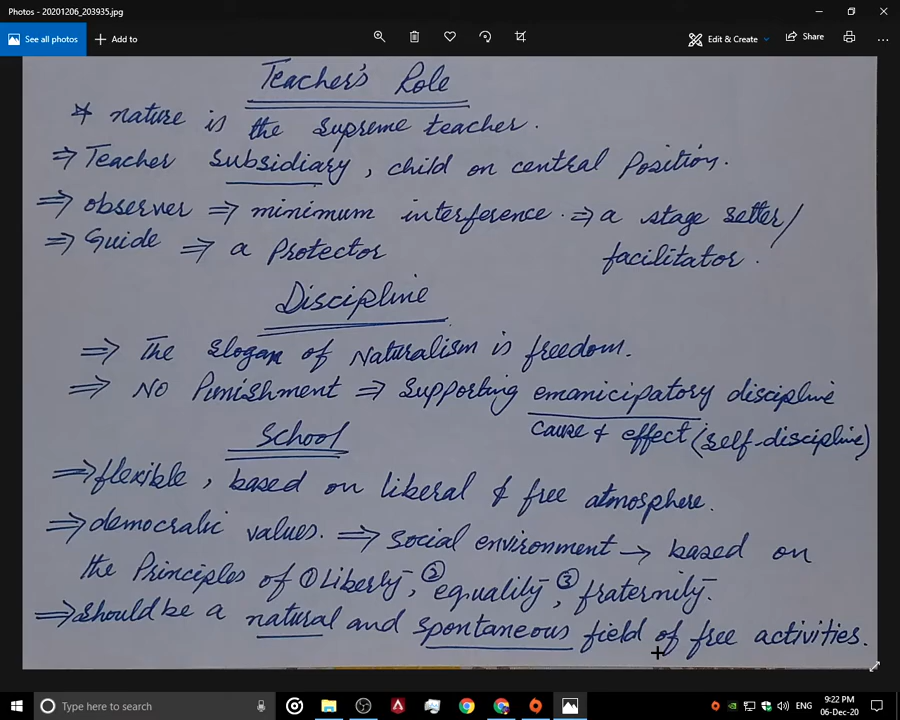 Photos - 20201206_203935.jpg
See all photos
Add to
Edit & Create
Share
Teacher's Role
* nature is the supreme teacher.
⇒ Teacher subsidiary, child on central Position.
⇒ observer ⇒ minimum interference. ⇒ a stage setter/
⇒ Guide ⇒ a Protector facilitator.
Discipline
⇒ The slogan of Naturalism is freedom.
⇒ No Punishment ⇒ supporting emanicipatory discipline
cause & effect (self-discipline)
School
⇒ flexible, based on liberal & free atmosphere.
⇒ democratic values. ⇒ social environment → based on
the Principles of ① Liberty, ② equality, ③ fraternity.
⇒ should be a natural and spontaneous field of free activities.
Type here to search
9:22 PM
06-Dec-20